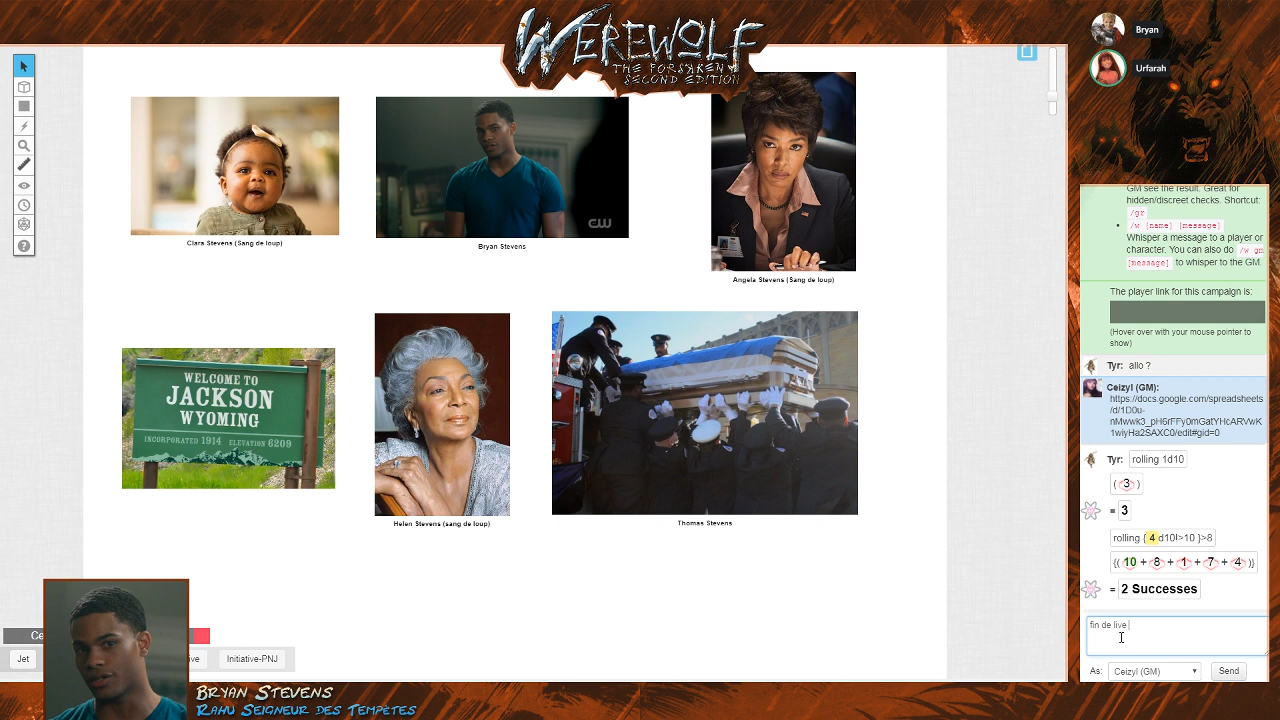 WEREWOLF
THE FORSAKEN
SECOND EDITION
Bryan
Urfarah
CW
Clara Stevens (Sang de loup)
Bryan Stevens
Angela Stevens (Sang de loup)
WELCOME TO
JACKSON
WYOMING
INCORPORATED 1914 ELEVATION 6209
Helen Stevens (sang de loup)
Thomas Stevens
GM see the result. Great for
hidden/discreet checks. Shortcut:
/gr
/w [name] [message]
Whisper a message to a player or
character. You can also do /w gm
[message] to whisper to the GM.
The player link for this campaign is:
(Hover over with your mouse pointer to
show)
Tyr: allo ?
Ceizyl (GM):
https://docs.google.com/spreadsheets
/d/1D0u-
nMwwk3_pH6rFFy0mGatYHcARVwK
1wiyHa2SAXC0/edit#gid=0
Tyr: rolling 1d10
( 3 )
= 3
rolling { 4 d10!>10 }>8
(( 10 + 8 + 1 + 7 + 4 ))
= 2 Successes
fin de live
As: Ceizyl (GM) Send
Ce
Jet ive Initiative-PNJ
BRYAN STEVENS
RAHU SEIGNEUR DES TEMPÈTES